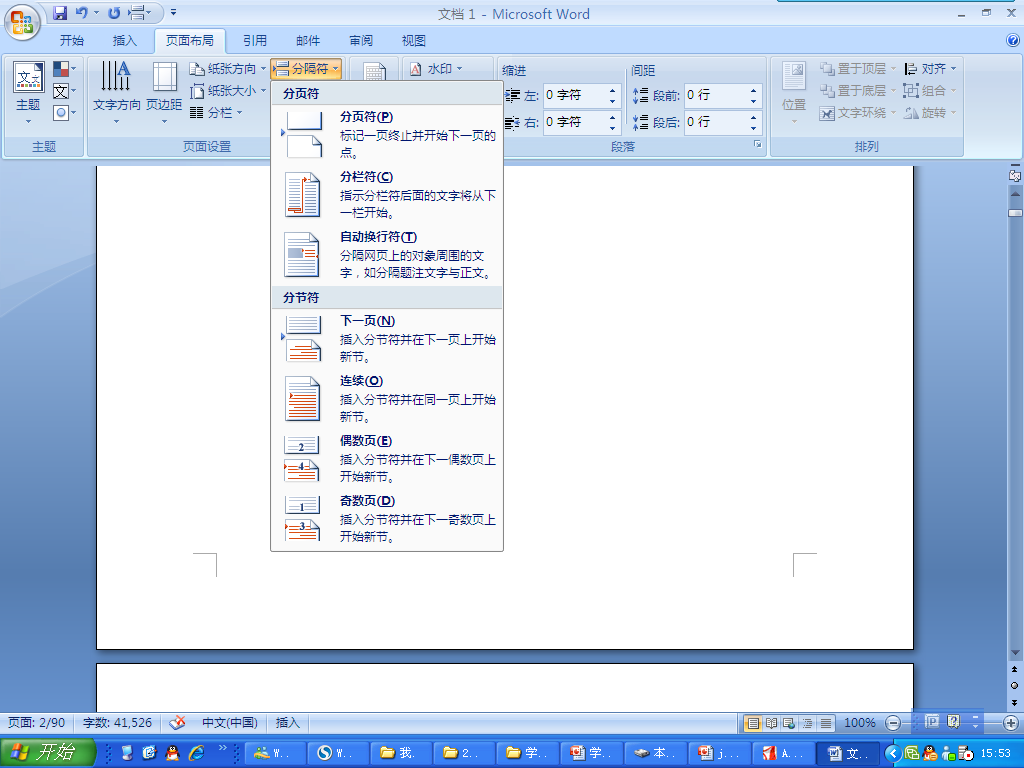 文档 1 - Microsoft Word
开始 插入 页面布局 引用 邮件 审阅 视图
纸张方向 分隔符 水印 缩进 间距 置于顶层 对齐
主题 文字方向 页边距 纸张大小 左: 0 字符 段前: 0 行 位置 置于底层 组合
分栏 右: 0 字符 段后: 0 行 文字环绕 旋转
主题 页面设置 段落 排列
分页符
分页符(P)
标记一页终止并开始下一页的
点。
分栏符(C)
指示分栏符后面的文字将从下
一栏开始。
自动换行符(T)
分隔网页上的对象周围的文
字，如分隔题注文字与正文。
分节符
下一页(N)
插入分节符并在下一页上开始
新节。
连续(O)
插入分节符并在同一页上开始
新节。
偶数页(E)
插入分节符并在下一偶数页上
开始新节。
奇数页(D)
插入分节符并在下一奇数页上
开始新节。
页面: 2/90 字数: 41,526 中文(中国) 插入 100%
开始 W... W... 我... 2... 学... 学... 本... j... A... 文... 15:53